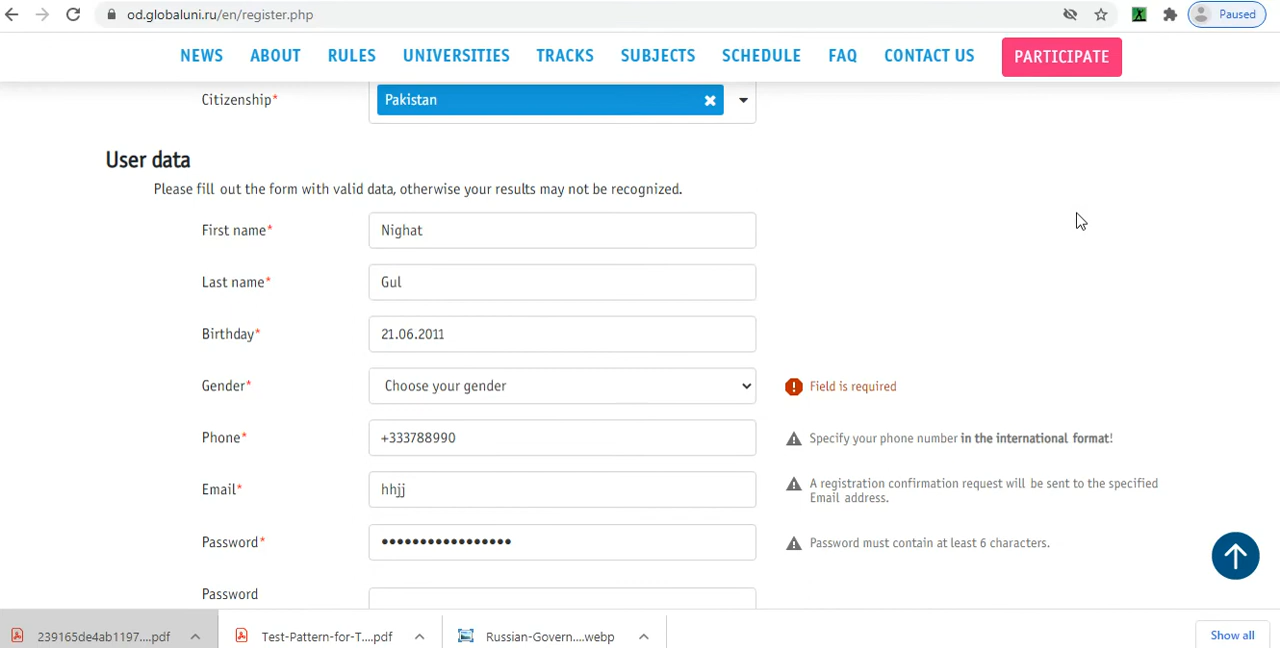 od.globaluni.ru/en/register.php
Paused
NEWS ABOUT RULES UNIVERSITIES TRACKS SUBJECTS SCHEDULE FAQ CONTACT US PARTICIPATE
Citizenship* Pakistan
User data
Please fill out the form with valid data, otherwise your results may not be recognized.
First name* Nighat
Last name* Gul
Birthday* 21.06.2011
Gender* Choose your gender Field is required
Phone* +333788990 Specify your phone number in the international format!
Email* hhjj A registration confirmation request will be sent to the specified
Email address.
Password* ••••••••••••••••• Password must contain at least 6 characters.
Password
239165de4ab1197....pdf Test-Pattern-for-T....pdf Russian-Govern....webp Show all